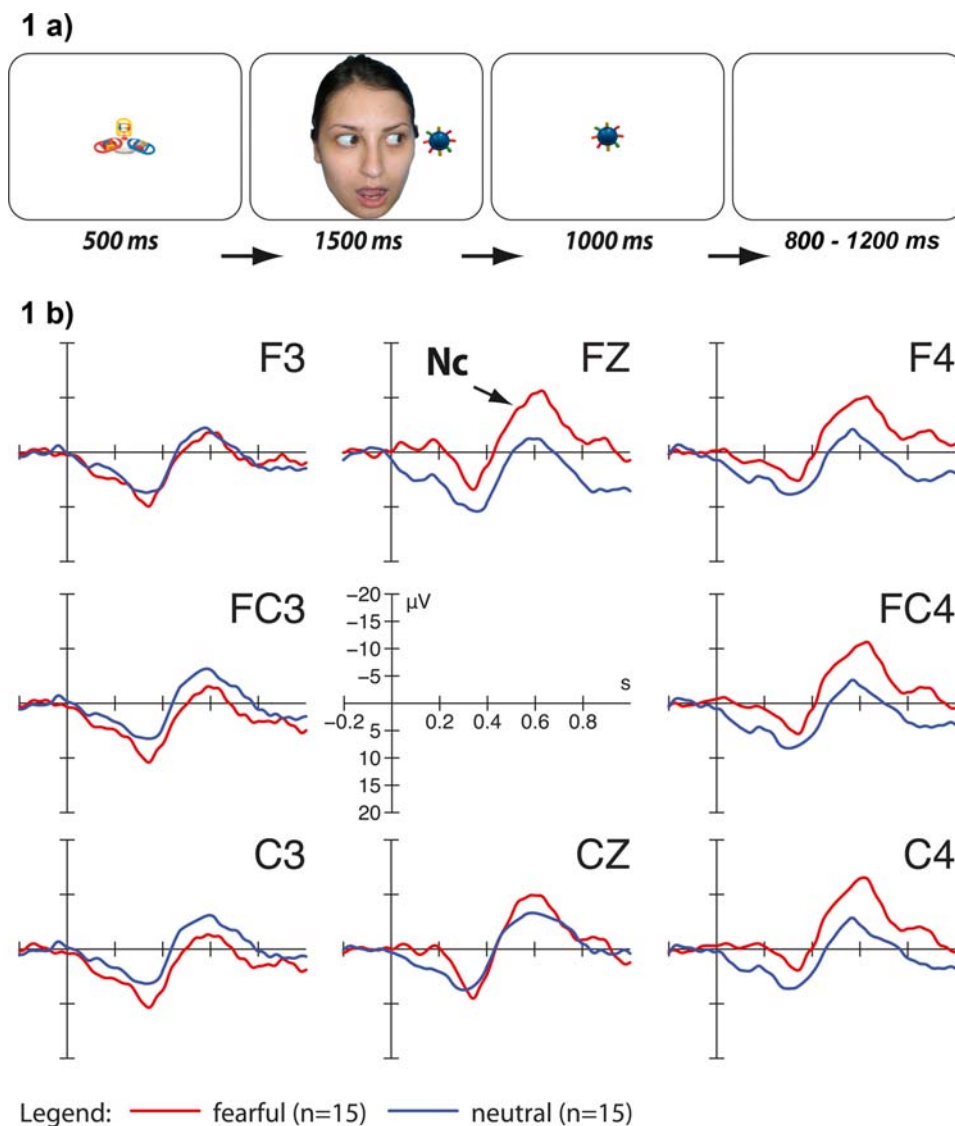 1 a)
500 ms
1500 ms
1000 ms
800 - 1200 ms
1 b)
F3
Nc
FZ
F4
FC3
−20
−15
−10
−5
5
10
15
20
µV
s
−0.2
0.2
0.4
0.6
0.8
FC4
C3
CZ
C4
Legend: fearful (n=15) neutral (n=15)